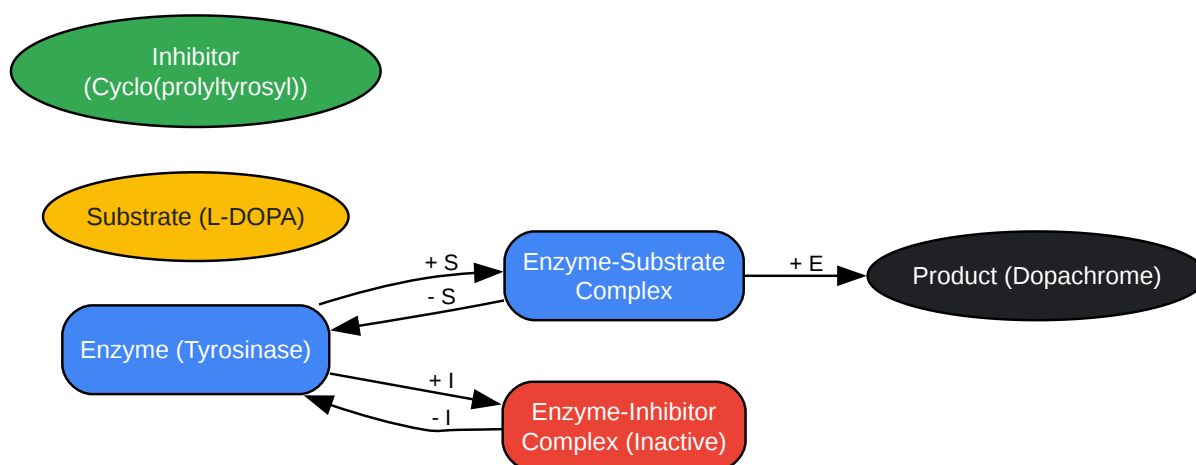 Inhibitor
(Cyclo(prolyltyrosyl))
Substrate (L-DOPA)
+ S
- S
Enzyme-Substrate
Complex
+ E
Product (Dopachrome)
Enzyme (Tyrosinase)
+ I
- I
Enzyme-Inhibitor
Complex (Inactive)